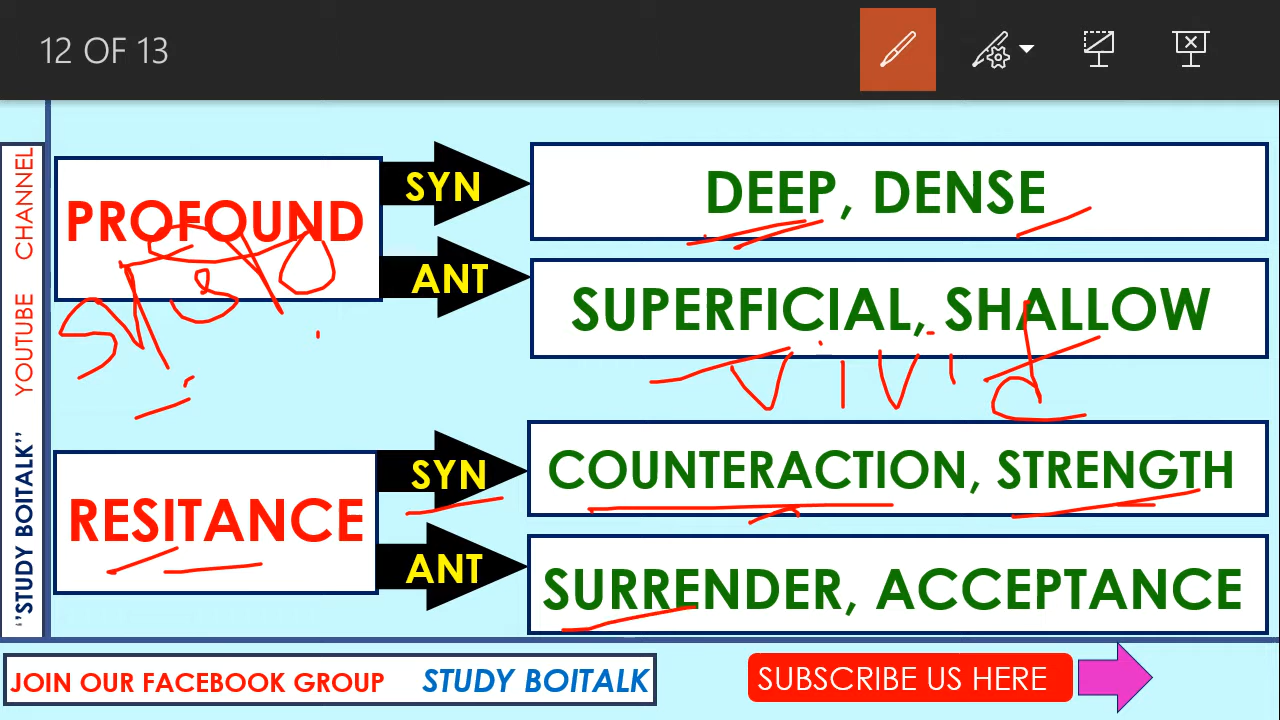 12 OF 13
YOUTUBE CHANNEL
"STUDY BOITALK"
PROFOUND
SYN
DEEP, DENSE
ANT
SUPERFICIAL, SHALLOW
vivid
RESITANCE
SYN
COUNTERACTION, STRENGTH
ANT
SURRENDER, ACCEPTANCE
JOIN OUR FACEBOOK GROUP STUDY BOITALK
SUBSCRIBE US HERE